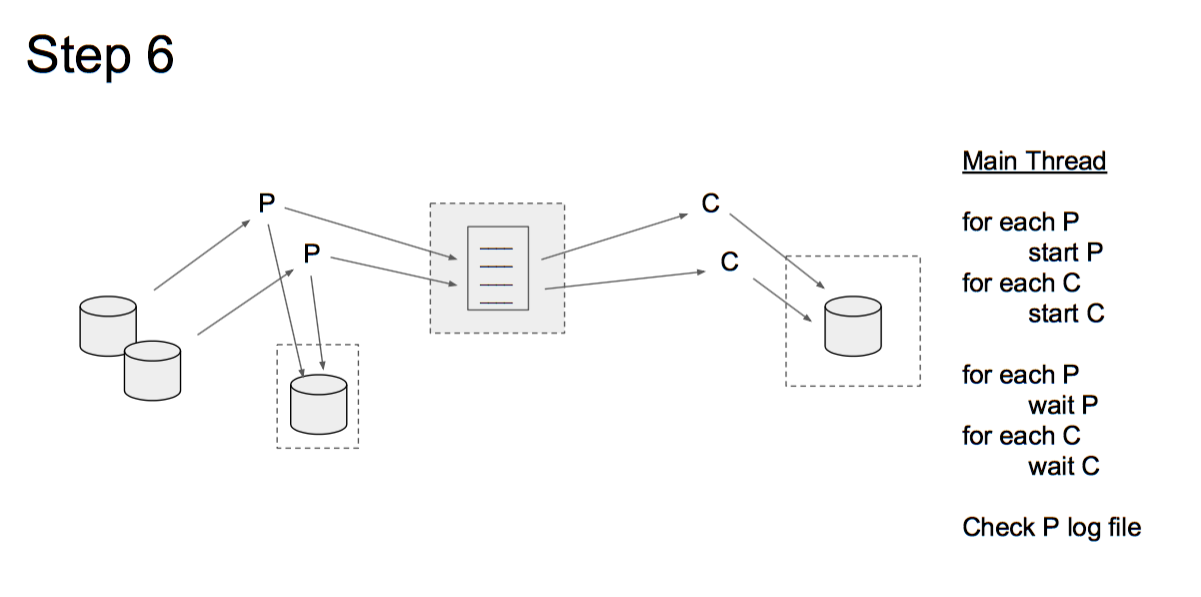 Step 6
P
P
C
C
Main Thread
for each P
start P
for each C
start C
for each P
wait P
for each C
wait C
Check P log file